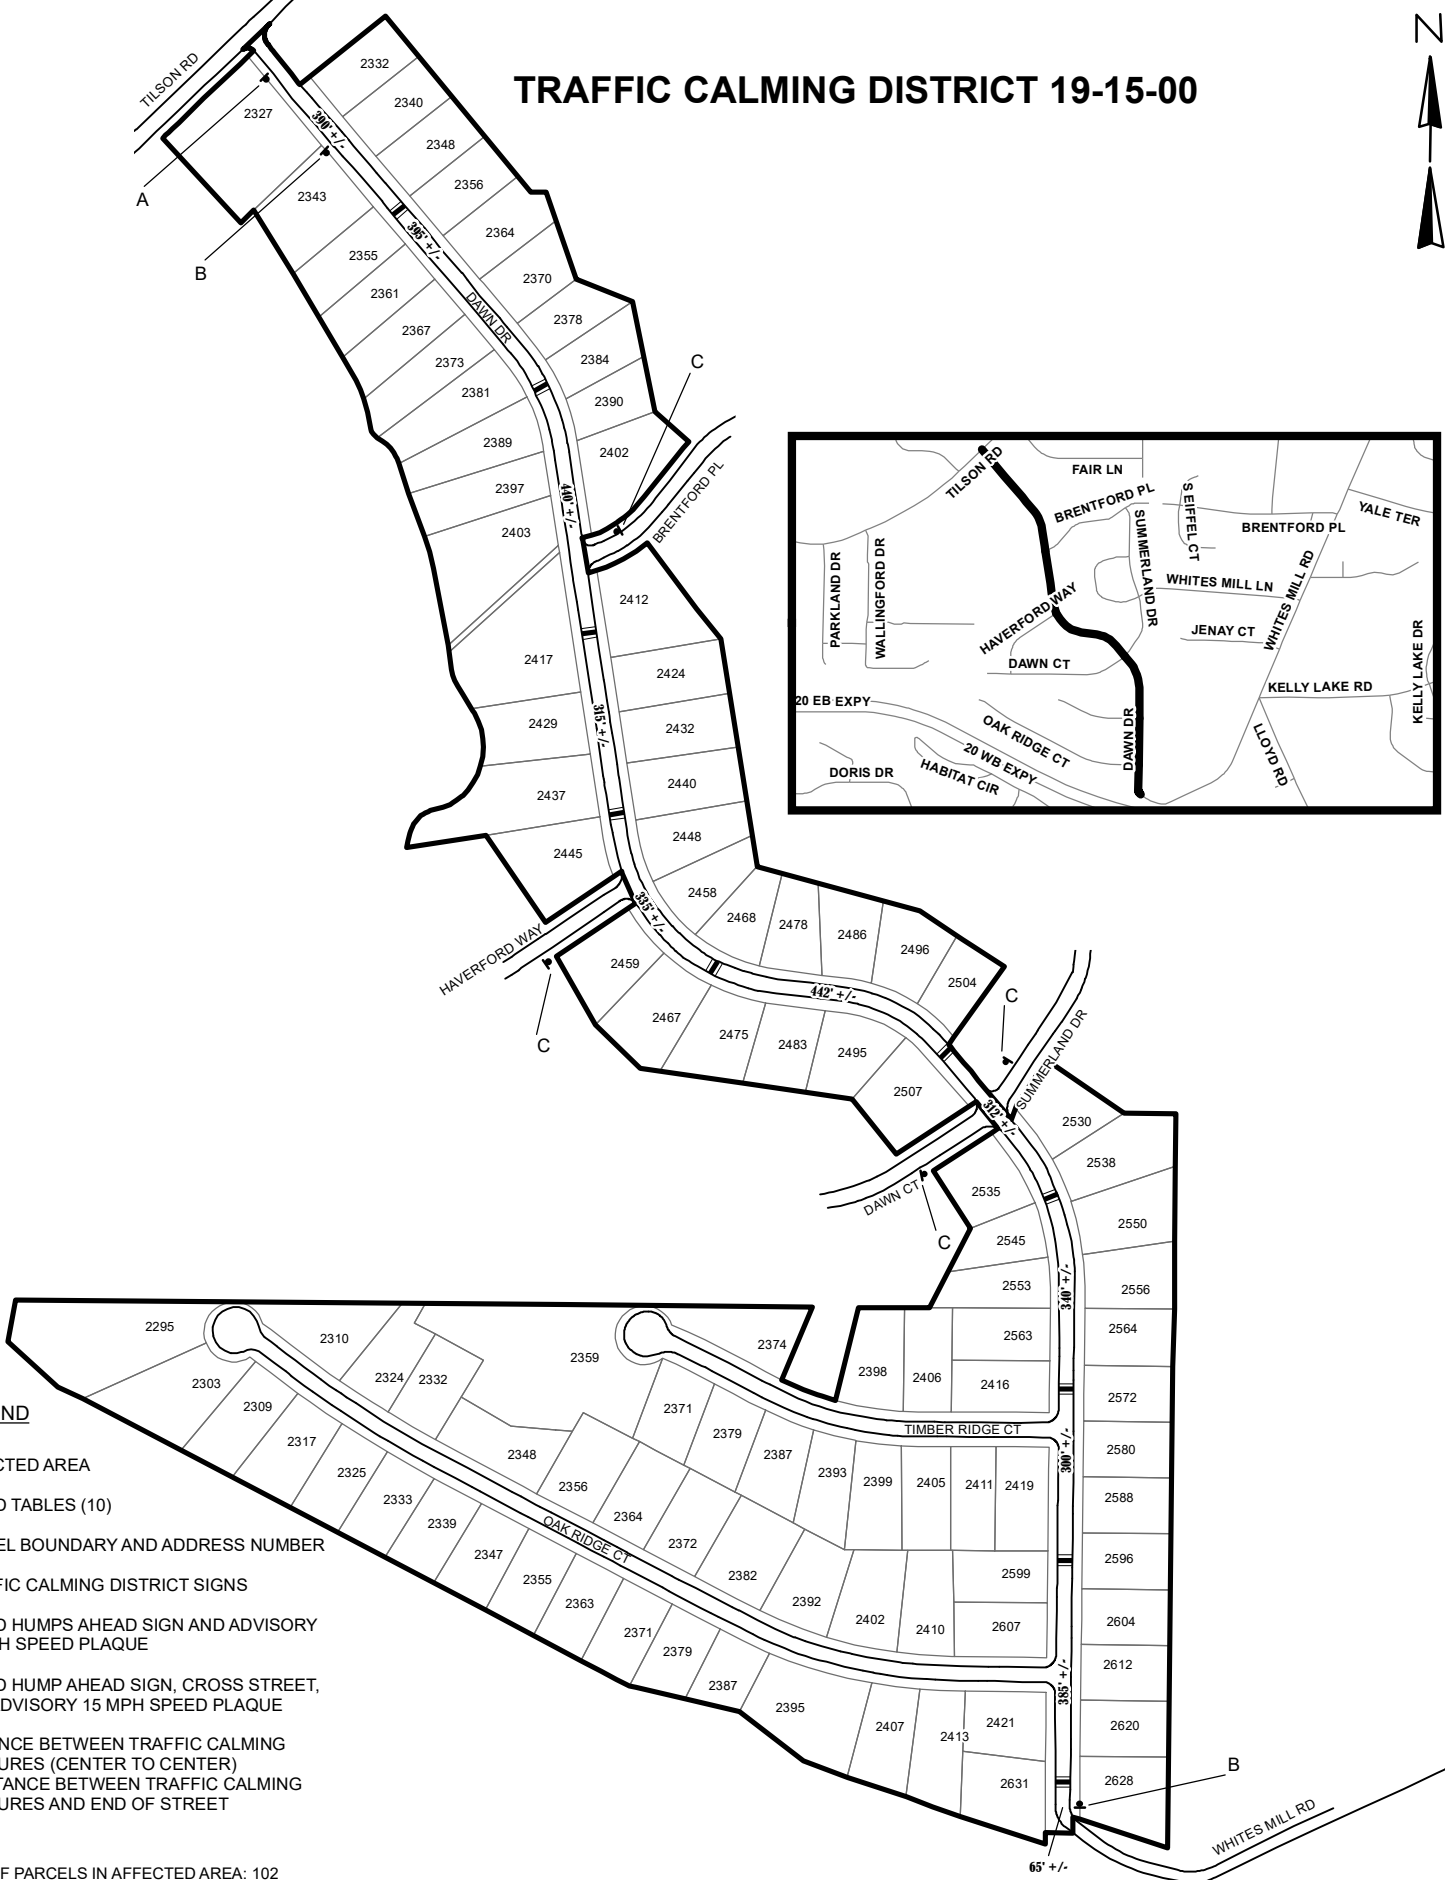 N
TRAFFIC CALMING DISTRICT 19-15-00
TILSON RD
2332
2327
2340
390' +/-
2348
A
2356
2343
B
2364
395' +/-
2355
2370
2361
DAWN DR
2378
2367
2384
2373
C
2381
2390
2389
2402
2397
440' +/-
BRENTFORD PL
2403
2412
2417
2424
2429
315' +/-
2432
2437
2440
2448
2445
2458
335' +/-
2468
2478
2486
2496
2504
HAVERFORD WAY
2459
442' +/-
C
2467
2475
2483
2495
2507
C
SUMMERLAND DR
312' +/-
2530
2538
DAWN CT
C
2535
2550
2545
2553
340' +/-
2556
2563
2564
2295
2310
2359
2374
2398
2406
2416
2303
2324
2332
2572
2309
2371
2379
TIMBER RIDGE CT
300' +/-
2317
2387
2580
2348
2393
2399
2405
2411
2419
2325
2356
2588
2333
2364
2339
OAK RIDGE CT
2372
2596
2347
2382
2599
2355
2392
2402
2410
2607
2604
2363
2371
2612
2379
385' +/-
2387
2395
2407
2413
2421
2620
2631
2628
B
WHITES MILL RD
65' +/-
TILSON RD
FAIR LN
BRENTFORD PL
S EIFFEL CT
YALE TER
BRENTFORD PL
SUMMERLAND DR
PARKLAND DR
WALLINGFORD DR
WHITES MILL LN
WHITES MILL RD
HAVERFORD WAY
JENAY CT
DAWN CT
KELLY LAKE DR
KELLY LAKE RD
20 EB EXPY
OAK RIDGE CT
DAWN DR
20 WB EXPY
LLOYD RD
DORIS DR
HABITAT CIR
ND
CTED AREA
D TABLES (10)
EL BOUNDARY AND ADDRESS NUMBER
FIC CALMING DISTRICT SIGNS
D HUMPS AHEAD SIGN AND ADVISORY
H SPEED PLAQUE
D HUMP AHEAD SIGN, CROSS STREET,
DVISORY 15 MPH SPEED PLAQUE
NCE BETWEEN TRAFFIC CALMING
URES (CENTER TO CENTER)
TANCE BETWEEN TRAFFIC CALMING
URES AND END OF STREET
F PARCELS IN AFFECTED AREA: 102